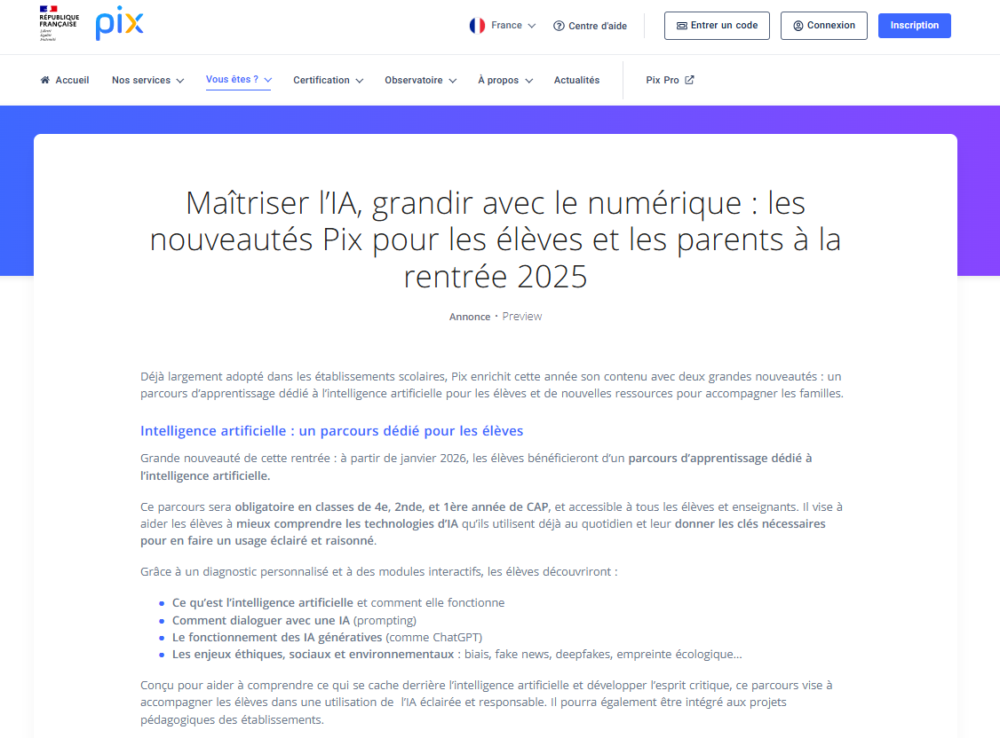 RÉPUBLIQUE
FRANÇAISE
Liberté
Égalité
Fraternité
pix
France
Centre d'aide
Entrer un code
Connexion
Inscription
Accueil
Nos services
Vous êtes ?
Certification
Observatoire
À propos
Actualités
Pix Pro
Maîtriser l’IA, grandir avec le numérique : les
nouveautés Pix pour les élèves et les parents à la
rentrée 2025
Annonce • Preview
Déjà largement adopté dans les établissements scolaires, Pix enrichit cette année son contenu avec deux grandes nouveautés : un
parcours d’apprentissage dédié à l’intelligence artificielle pour les élèves et de nouvelles ressources pour accompagner les familles.
Intelligence artificielle : un parcours dédié pour les élèves
Grande nouveauté de cette rentrée : à partir de janvier 2026, les élèves bénéficieront d’un parcours d’apprentissage dédié à
l’intelligence artificielle.
Ce parcours sera obligatoire en classes de 4e, 2nde, et 1ère année de CAP, et accessible à tous les élèves et enseignants. Il vise à
aider les élèves à mieux comprendre les technologies d’IA qu’ils utilisent déjà au quotidien et leur donner les clés nécessaires
pour en faire un usage éclairé et raisonné.
Grâce à un diagnostic personnalisé et à des modules interactifs, les élèves découvriront :
• Ce qu’est l’intelligence artificielle et comment elle fonctionne
• Comment dialoguer avec une IA (prompting)
• Le fonctionnement des IA génératives (comme ChatGPT)
• Les enjeux éthiques, sociaux et environnementaux : biais, fake news, deepfakes, empreinte écologique…
Conçu pour aider à comprendre ce qui se cache derrière l’intelligence artificielle et développer l’esprit critique, ce parcours vise à
accompagner les élèves dans une utilisation de l’IA éclairée et responsable. Il pourra également être intégré aux projets
pédagogiques des établissements.